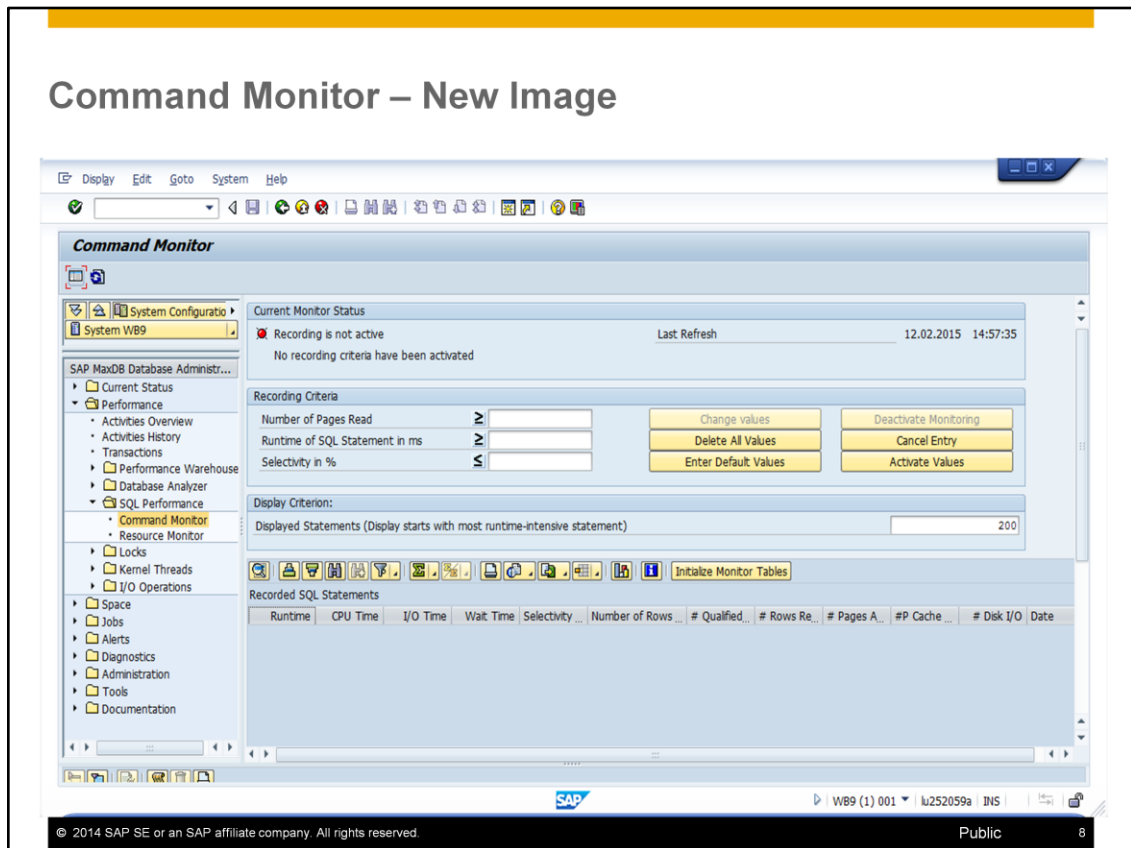 Command Monitor – New Image
Display Edit Goto System Help
Command Monitor
System Configuratio
System WB9
SAP MaxDB Database Administr...
Current Status
Performance
Activities Overview
Activities History
Transactions
Performance Warehouse
Database Analyzer
SQL Performance
Command Monitor
Resource Monitor
Locks
Kernel Threads
I/O Operations
Space
Jobs
Alerts
Diagnostics
Administration
Tools
Documentation
Current Monitor Status
Recording is not active Last Refresh 12.02.2015 14:57:35
No recording criteria have been activated
Recording Criteria
Number of Pages Read ≥ Change values Deactivate Monitoring
Runtime of SQL Statement in ms ≥ Delete All Values Cancel Entry
Selectivity in % ≤ Enter Default Values Activate Values
Display Criterion:
Displayed Statements (Display starts with most runtime-intensive statement) 200
Initialize Monitor Tables
Recorded SQL Statements
Runtime CPU Time I/O Time Wait Time Selectivity ... Number of Rows ... # Qualified... # Rows Re... # Pages A... #P Cache ... # Disk I/O Date
SAP WB9 (1) 001 lu252059a INS
© 2014 SAP SE or an SAP affiliate company. All rights reserved. Public 8